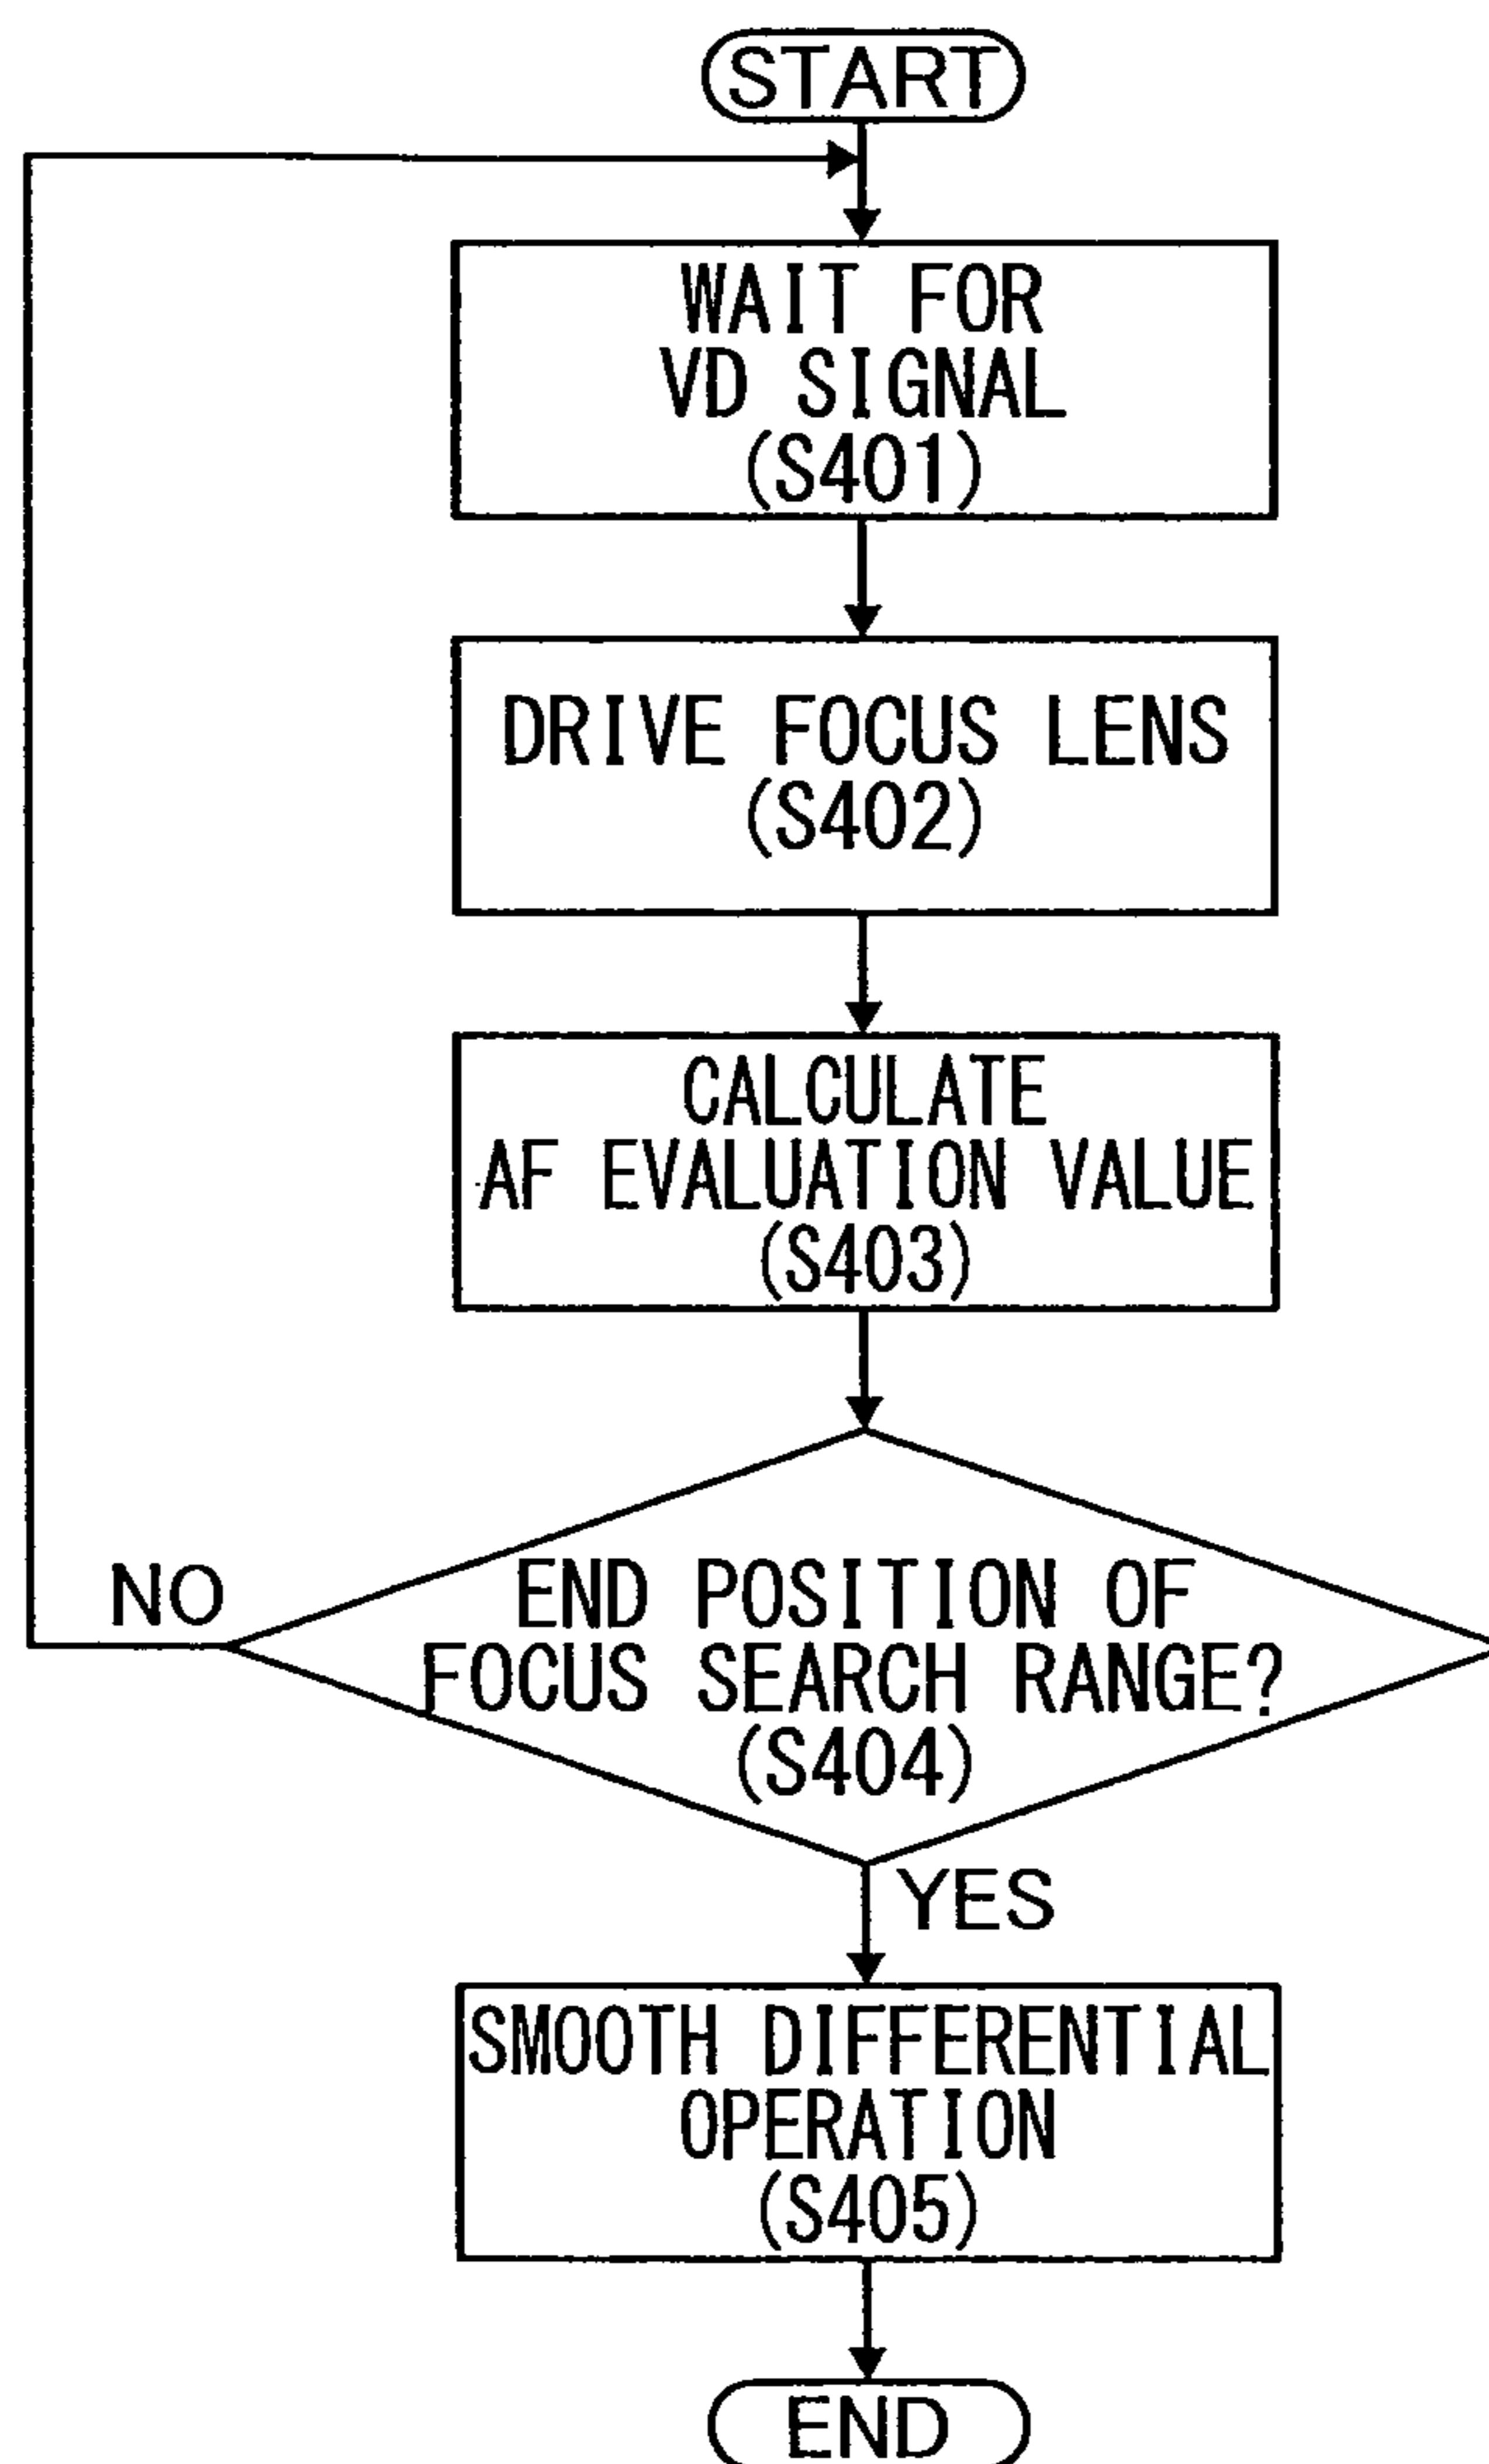 START
WAIT FOR
VD SIGNAL
(S401)
DRIVE FOCUS LENS
(S402)
CALCULATE
AF EVALUATION VALUE
(S403)
END POSITION OF
FOCUS SEARCH RANGE?
(S404)
NO
YES
SMOOTH DIFFERENTIAL
OPERATION
(S405)
END